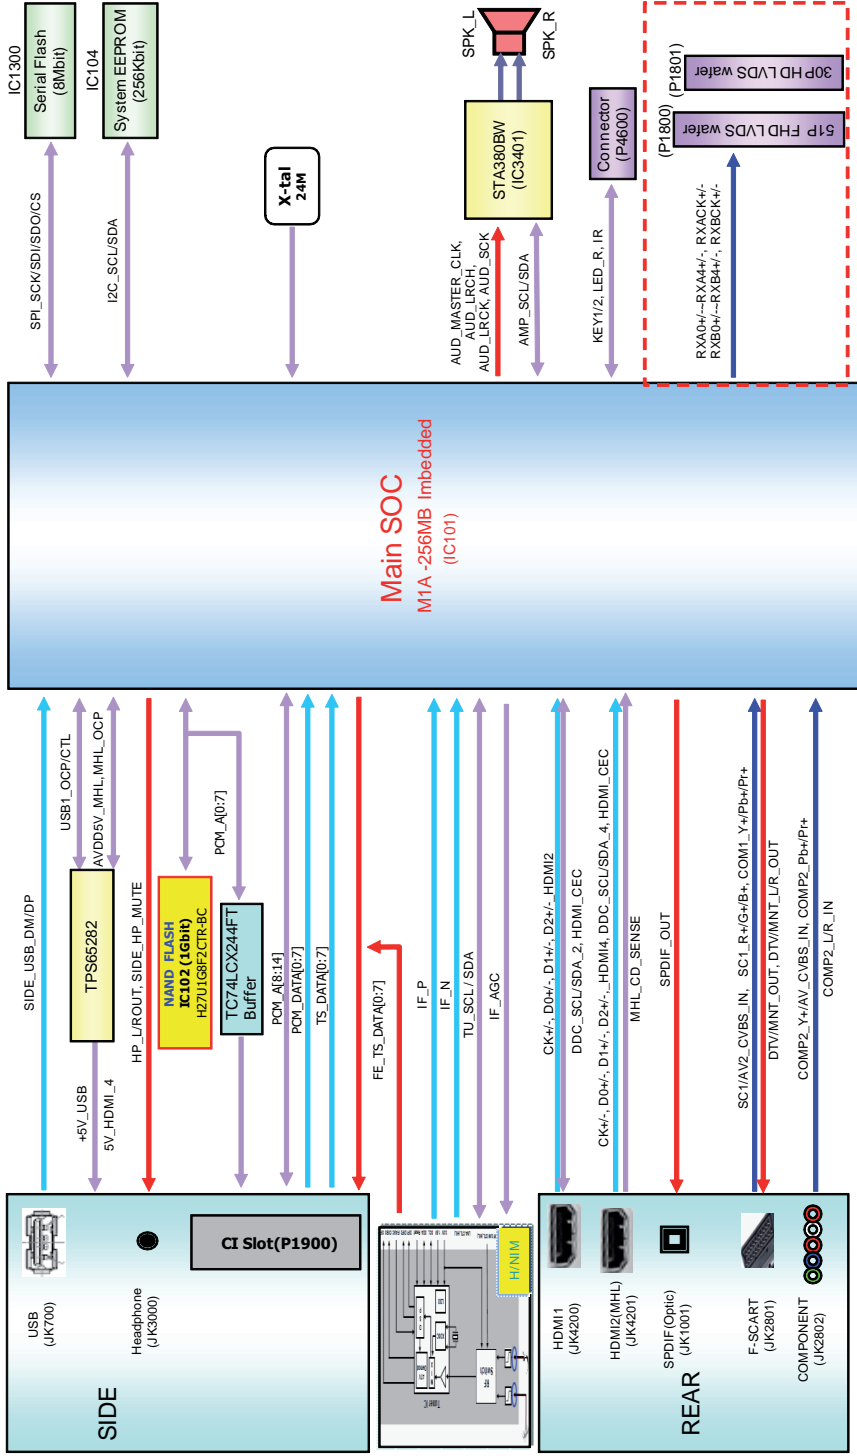 SIDE
USB
(JK700)
Headphone
(JK3000)
CI Slot(P1900)
SIDE_USB_DM/DP
+5V_USB
5V_HDMI_4
TPS65282
USB1_OCP/CTL
AVDD5V_MHL,MHL_OCP
HP_L/ROUT, SIDE_HP_MUTE
NAND FLASH
IC102 (1Gbit)
H27U1G8F2CTR-BC
TC74LCX244FT
Buffer
PCM_A[0:7]
PCM_A[8:14]
PCM_DATA[0:7]
TS_DATA[0:7]
FE_TS_DATA[0:7]
H/NIM
Tuner IC
RF
Switch
IF_P
IF_N
TU_SCL / SDA
IF_AGC
REAR
HDMI1
(JK4200)
HDMI2(MHL)
(JK4201)
SPDIF(Optic)
(JK1001)
F-SCART
(JK2801)
COMPONENT
(JK2802)
CK+/-, D0+/-, D1+/-, D2+/-_HDMI2
DDC_SCL/SDA_2, HDMI_CEC
CK+/-, D0+/-, D1+/-, D2+/-_HDMI4, DDC_SCL/SDA_4, HDMI_CEC
MHL_CD_SENSE
SPDIF_OUT
SC1/AV2_CVBS_IN, SC1_R+/G+/B+, COM1_Y+/Pb+/Pr+
DTV/MNT_OUT, DTV/MNT_L/R_OUT
COMP2_Y+/AV_CVBS_IN, COMP2_Pb+/Pr+
COMP2_L/R_IN
Main SOC
M1A -256MB Imbedded
(IC101)
IC1300
Serial Flash
(8Mbit)
SPI_SCK/SDI/SDO/CS
IC104
System EEPROM
(256Kbit)
I2C_SCL/SDA
X-tal
24M
AUD_MASTER_CLK,
AUD_LRCH,
AUD_LRCK, AUD_SCK
AMP_SCL/SDA
STA380BW
(IC3401)
SPK_L
SPK_R
KEY1/2, LED_R, IR
Connector
(P4600)
RXA0+/-~RXA4+/-, RXACK+/-
RXB0+/-~RXB4+/-, RXBCK+/-
(P1800)
51P FHD LVDS wafer
(P1801)
30P HD LVDS wafer